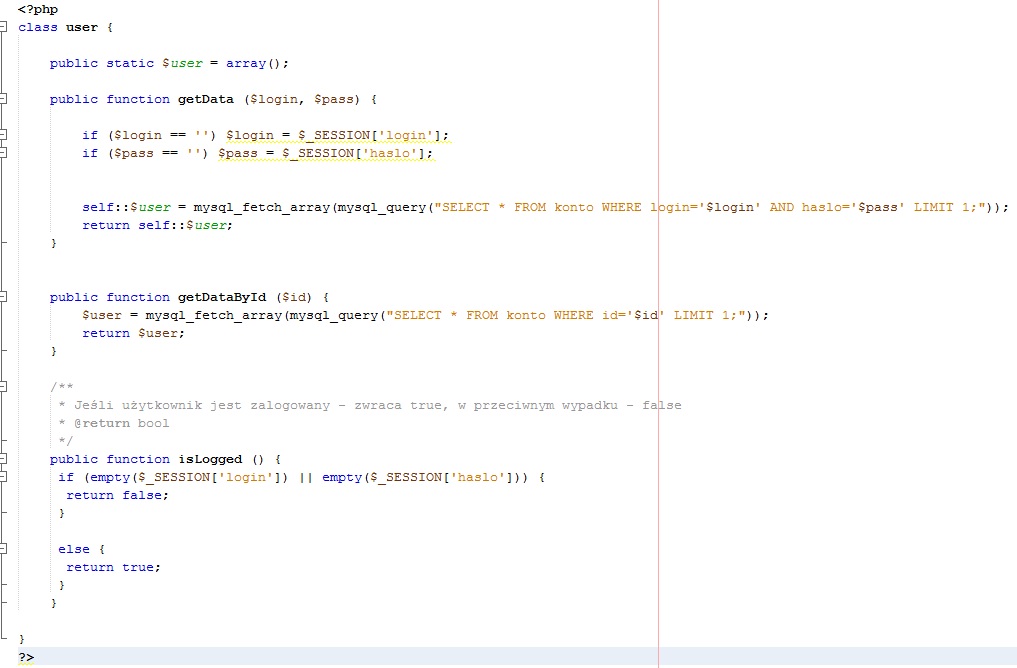 <?php
class user {
public static $user = array();
public function getData ($login, $pass) {
if ($login == '') $login = $_SESSION['login'];
if ($pass == '') $pass = $_SESSION['haslo'];
self::$user = mysql_fetch_array(mysql_query("SELECT * FROM konto WHERE login='$login' AND haslo='$pass' LIMIT 1;"));
return self::$user;
}
public function getDataById ($id) {
$user = mysql_fetch_array(mysql_query("SELECT * FROM konto WHERE id='$id' LIMIT 1;"));
return $user;
}
/**
* Jeśli użytkownik jest zalogowany - zwraca true, w przeciwnym wypadku - false
* @return bool
*/
public function isLogged () {
if (empty($_SESSION['login']) || empty($_SESSION['haslo'])) {
return false;
}
else {
return true;
}
}
}
?>